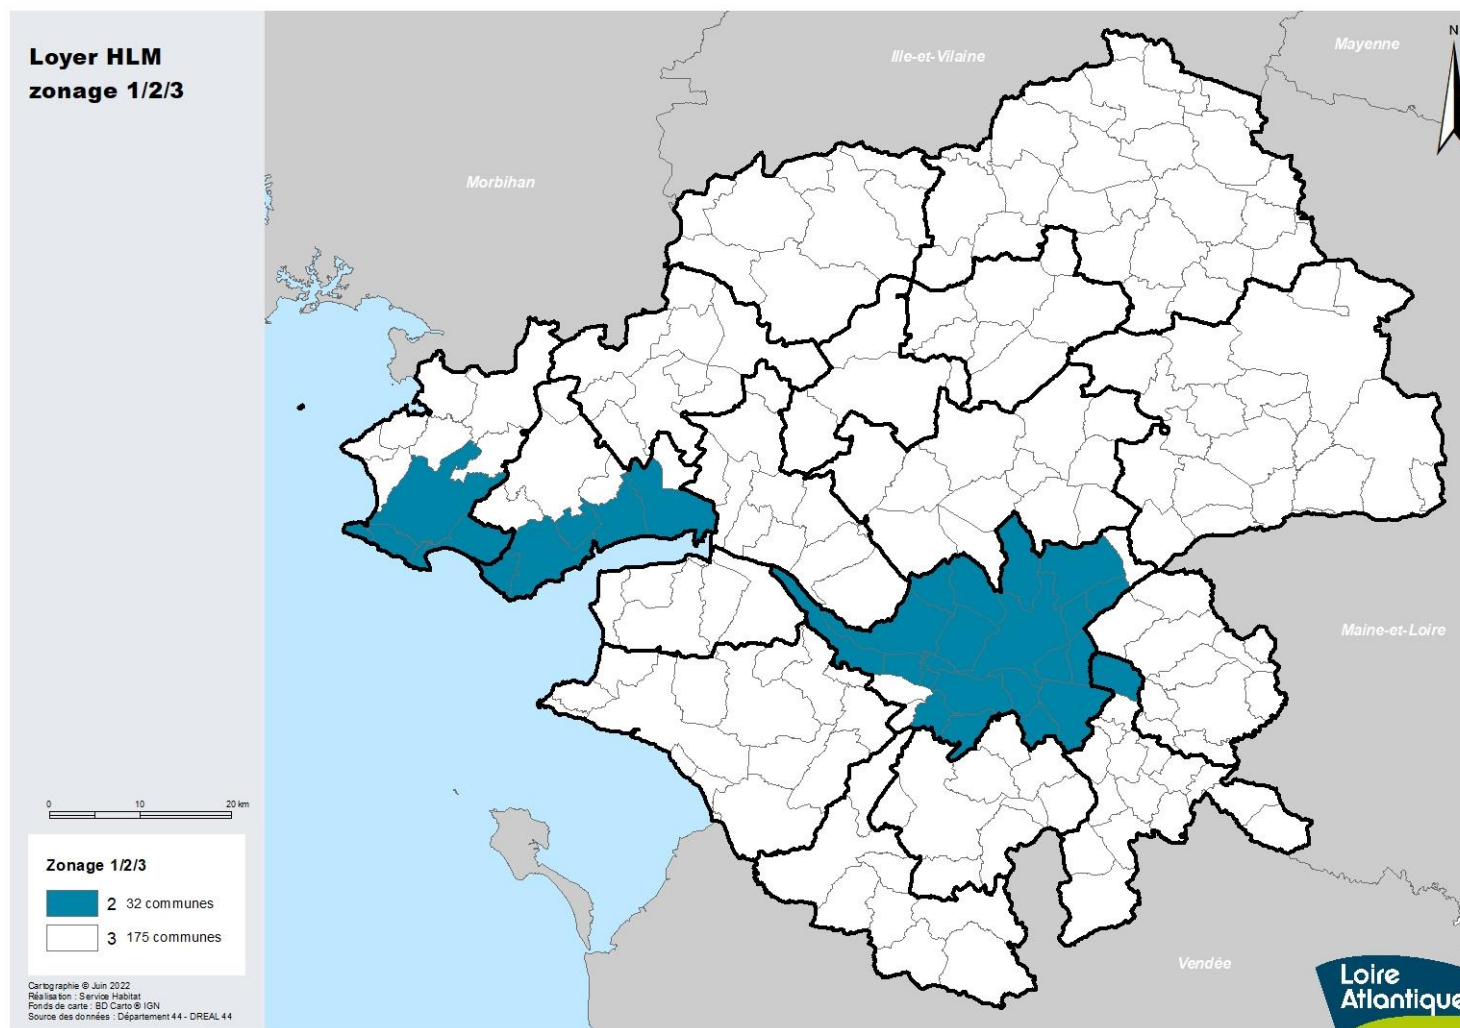 Loyer HLM
zonage 1/2/3
Ille-et-Vilaine
Mayenne
N
Morbihan
Maine-et-Loire
Vendée
0 10 20 km
Zonage 1/2/3
2 32 communes
3 175 communes
Cartographie © Juin 2022
Réalisation : Service Habitat
Fonds de carte : BD Carto ® IGN
Source des données : Département 44 - DREAL 44
Loire
Atlantique